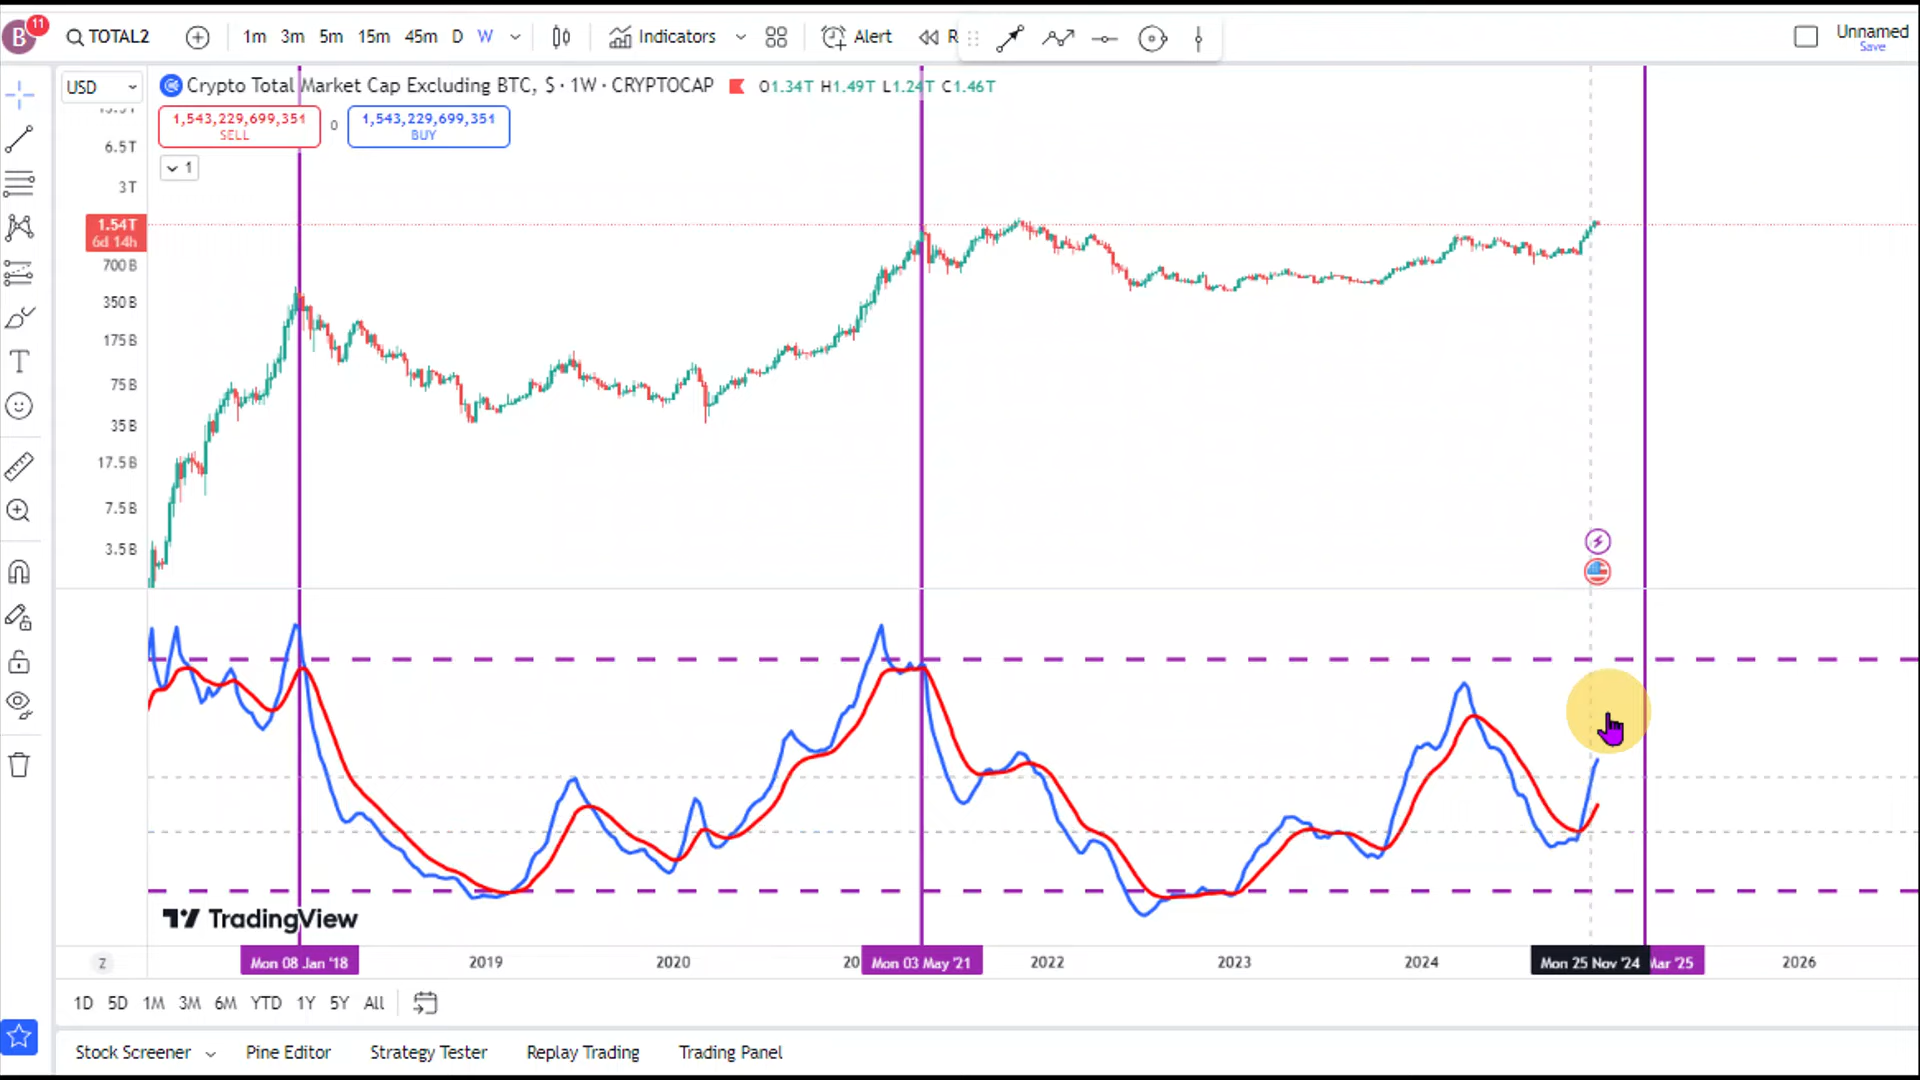 B 11 TOTAL2 1m 3m 5m 15m 45m D W Indicators Alert R Unnamed
Save
USD Crypto Total Market Cap Excluding BTC, $ · 1W · CRYPTOCAP O1.34T H1.49T L1.24T C1.46T
1,543,229,699,351 0 1,543,229,699,351
SELL BUY
6.5T
1
3T
1.54T
6d 14h
700B
350B
175B
75B
35B
17.5B
7.5B
3.5B
TradingView
Z Mon 08 Jan '18 2019 2020 20 Mon 03 May '21 2022 2023 2024 Mon 25 Nov '24 Mar '25 2026
1D 5D 1M 3M 6M YTD 1Y 5Y All
Stock Screener Pine Editor Strategy Tester Replay Trading Trading Panel